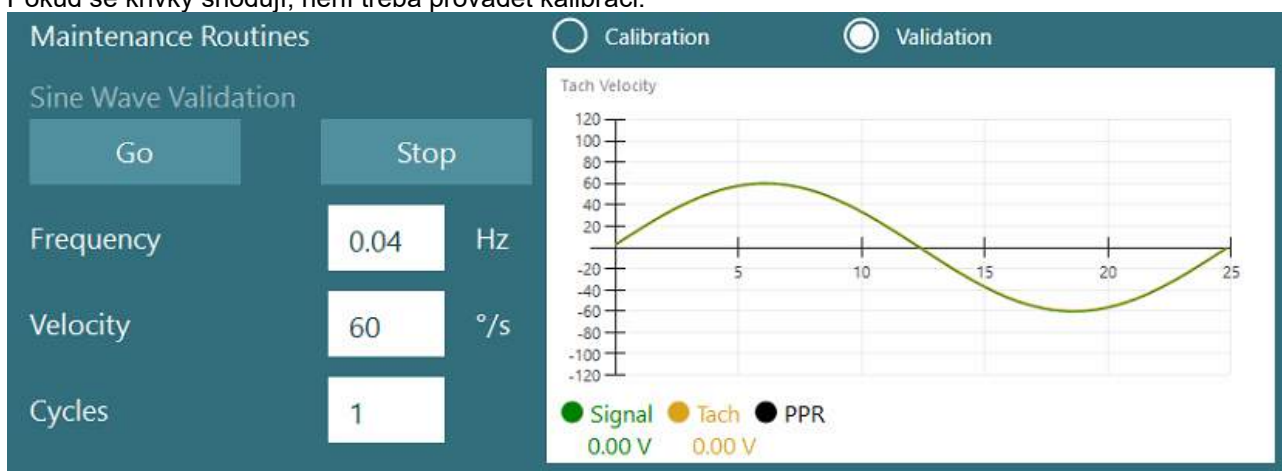 Pokud se křivky shodují, není třeba provádět kalibraci.
Maintenance Routines
Calibration
Validation
Sine Wave Validation
Go
Stop
Frequency
0.04
Hz
Velocity
60
°/s
Cycles
1
Tach Velocity
120
100
80
60
40
20
-20
-40
-60
-80
-100
-120
5
10
15
20
25
Signal
Tach
PPR
0.00 V
0.00 V